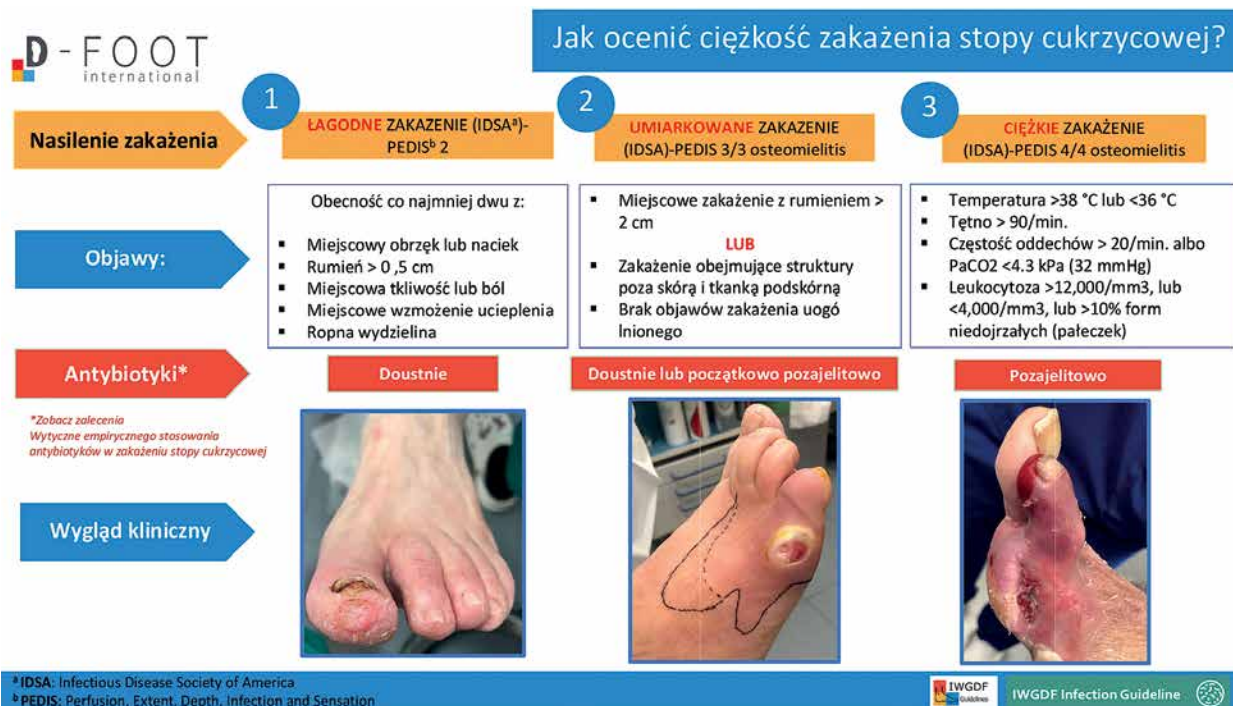 D-FOOT
international
Jak ocenić ciężkość zakażenia stopy cukrzycowej?
Nasilenie zakażenia
1
ŁAGODNE ZAKAZENIE (IDSAᵃ)-
PEDISᵇ 2
2
UMIARKOWANE ZAKAZENIE
(IDSA)-PEDIS 3/3 osteomielitis
3
CIĘŻKIE ZAKAŻENIE
(IDSA)-PEDIS 4/4 osteomielitis
Objawy:
Obecność co najmniej dwu z:
▪ Miejscowy obrzęk lub naciek
▪ Rumień > 0 ,5 cm
▪ Miejscowa tkliwość lub ból
▪ Miejscowe wzmożenie ucieplenia
▪ Ropna wydzielina
▪ Miejscowe zakażenie z rumieniem >
2 cm
LUB
▪ Zakażenie obejmujące struktury
poza skórą i tkanką podskórną
▪ Brak objawów zakażenia uogó
lnionego
▪ Temperatura >38 °C lub <36 °C
▪ Tętno > 90/min.
▪ Częstość oddechów > 20/min. albo
PaCO2 <4.3 kPa (32 mmHg)
▪ Leukocytoza >12,000/mm3, lub
<4,000/mm3, lub >10% form
niedojrzałych (pałeczek)
Antybiotyki*
Doustnie
Doustnie lub początkowo pozajelitowo
Pozajelitowo
*Zobacz zalecenia
Wytyczne empirycznego stosowania
antybiotyków w zakażeniu stopy cukrzycowej
Wygląd kliniczny
ᵃ IDSA: Infectious Disease Society of America
ᵇ PEDIS: Perfusion, Extent, Depth, Infection and Sensation
IWGDF
Guidelines
IWGDF Infection Guideline